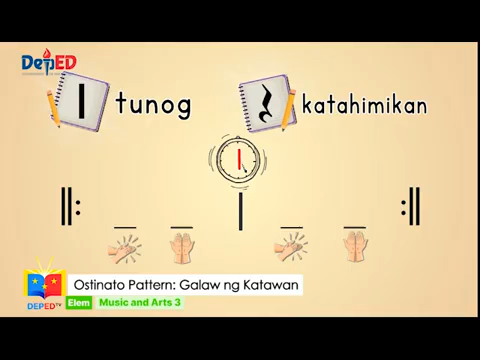 DepED
tunog
katahimikan
Ostinato Pattern: Galaw ng Katawan
Elem Music and Arts 3
DEPED TV